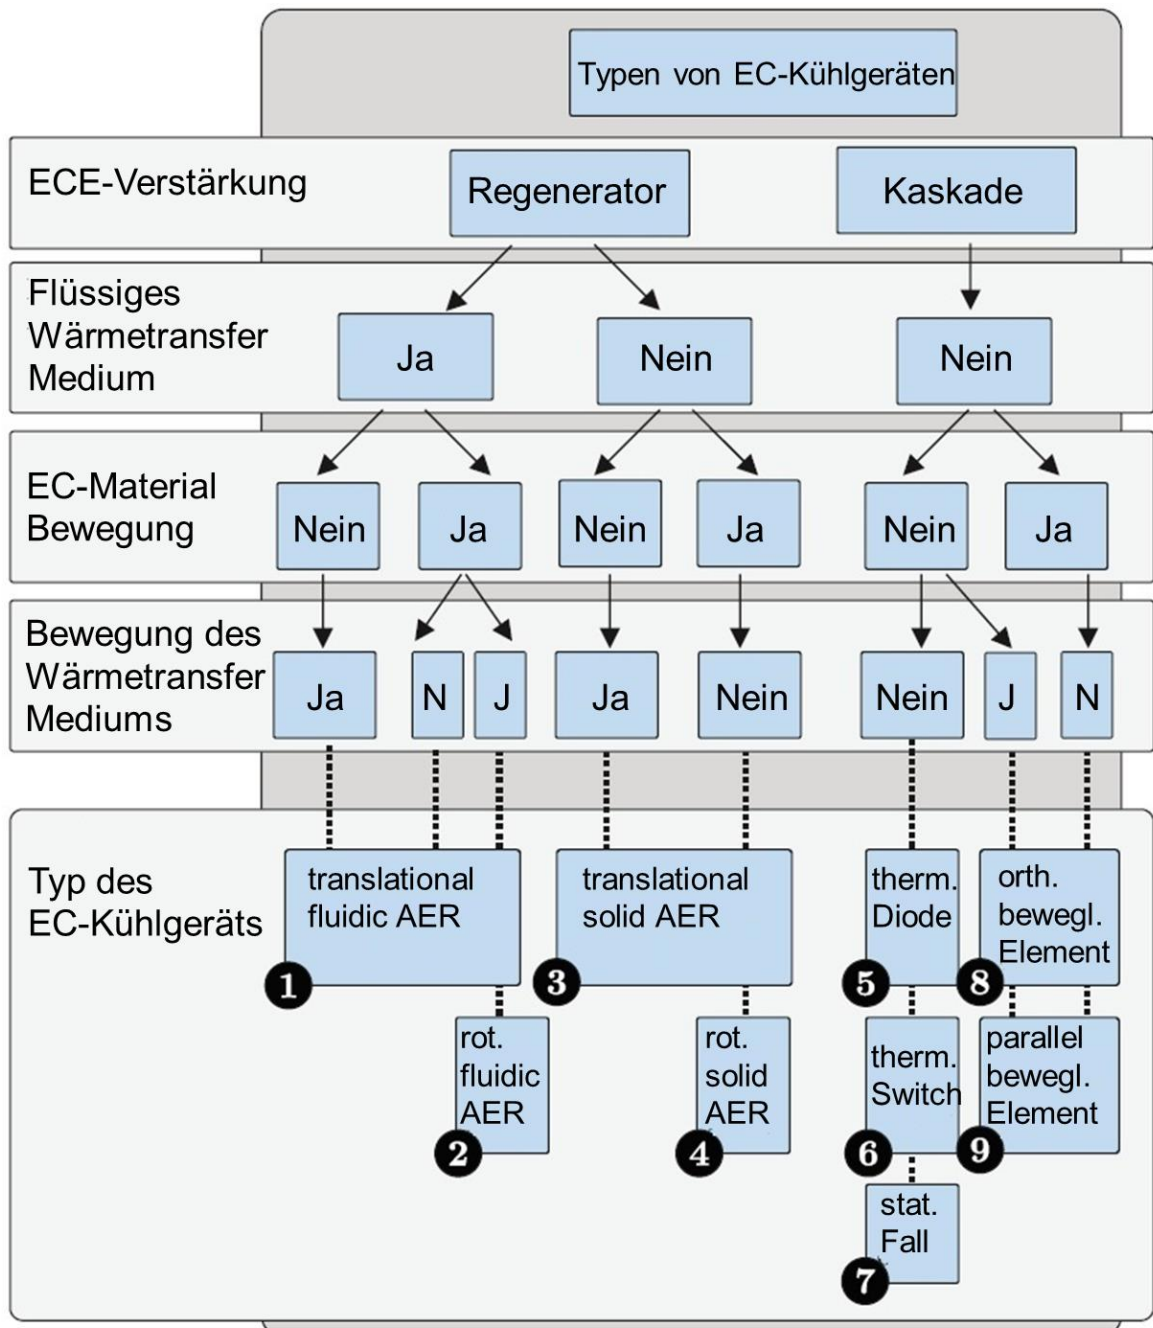 Typen von EC-Kühlgeräten
ECE-Verstärkung
Regenerator
Kaskade
Flüssiges
Wärmetransfer
Medium
Ja
Nein
Nein
EC-Material
Bewegung
Nein
Ja
Nein
Ja
Nein
Ja
Bewegung des
Wärmetransfer
Mediums
Ja
N
J
Ja
Nein
Nein
J
N
Typ des
EC-Kühlgeräts
translational
fluidic AER
1
translational
solid AER
3
therm.
Diode
5
orth.
bewegl.
Element
8
rot.
fluidic
AER
2
rot.
solid
AER
4
therm.
Switch
6
parallel
bewegl.
Element
9
stat.
Fall
7